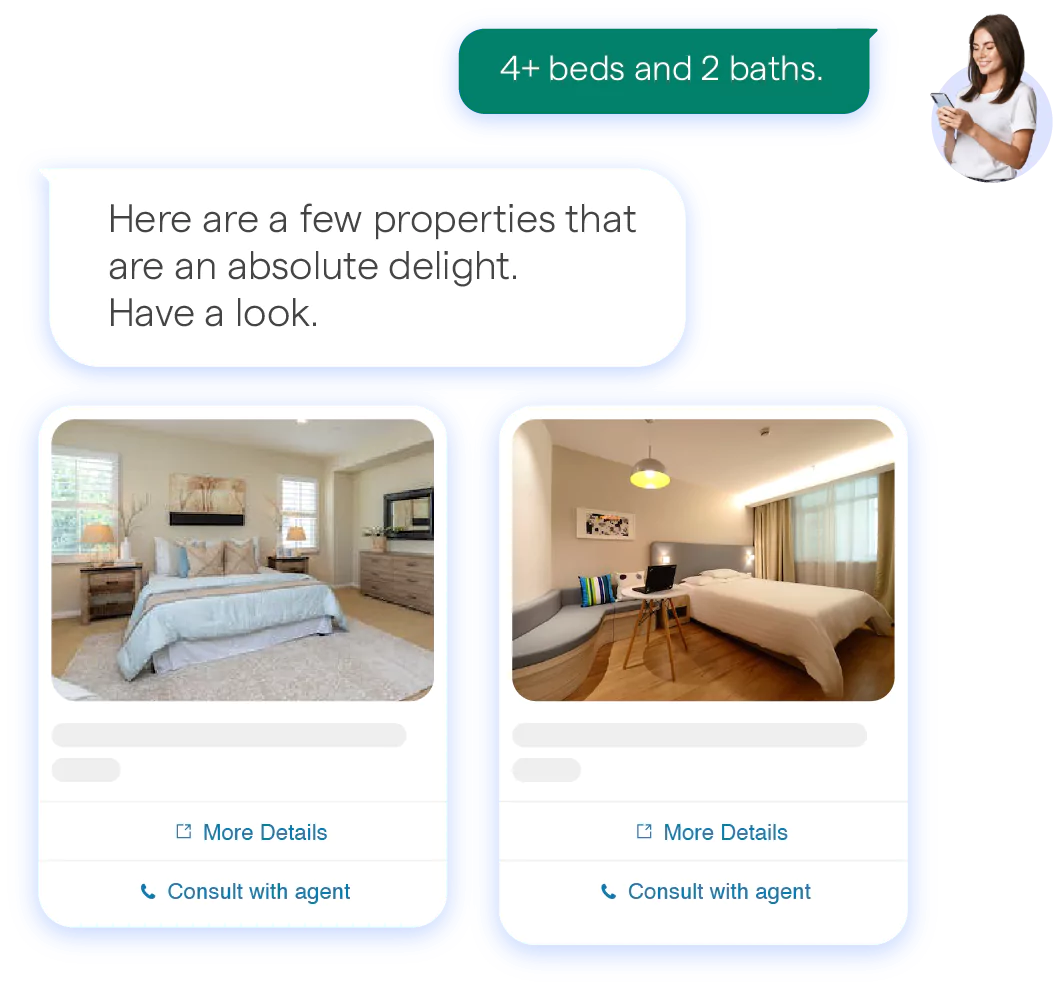 4+ beds and 2 baths.
Here are a few properties that
are an absolute delight.
Have a look.
More Details
Consult with agent
More Details
Consult with agent